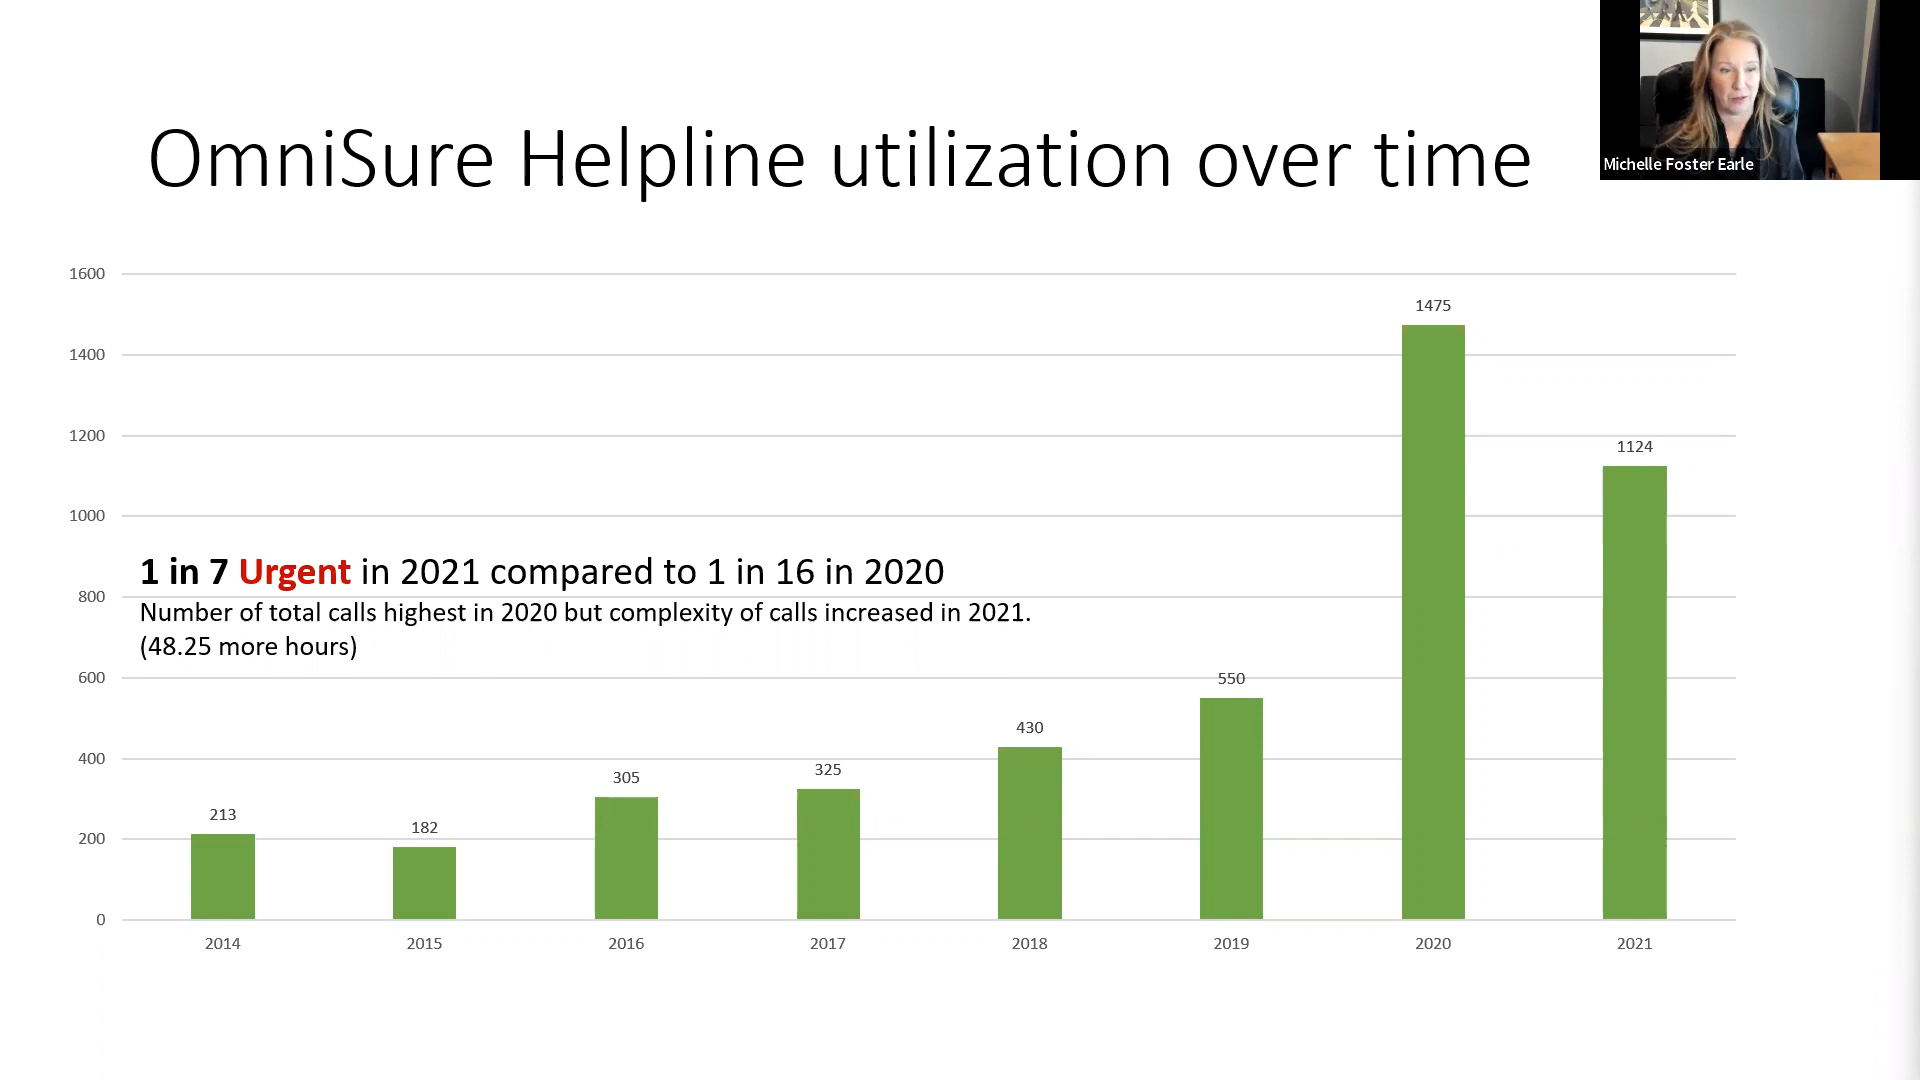 OmniSure Helpline utilization over time
Michelle Foster Earle
1600
1475
1400
1200
1124
1000
1 in 7 Urgent in 2021 compared to 1 in 16 in 2020
800
Number of total calls highest in 2020 but complexity of calls increased in 2021.
(48.25 more hours)
600
550
430
400
325
305
213
182
200
0
2014 2015 2016 2017 2018 2019 2020 2021